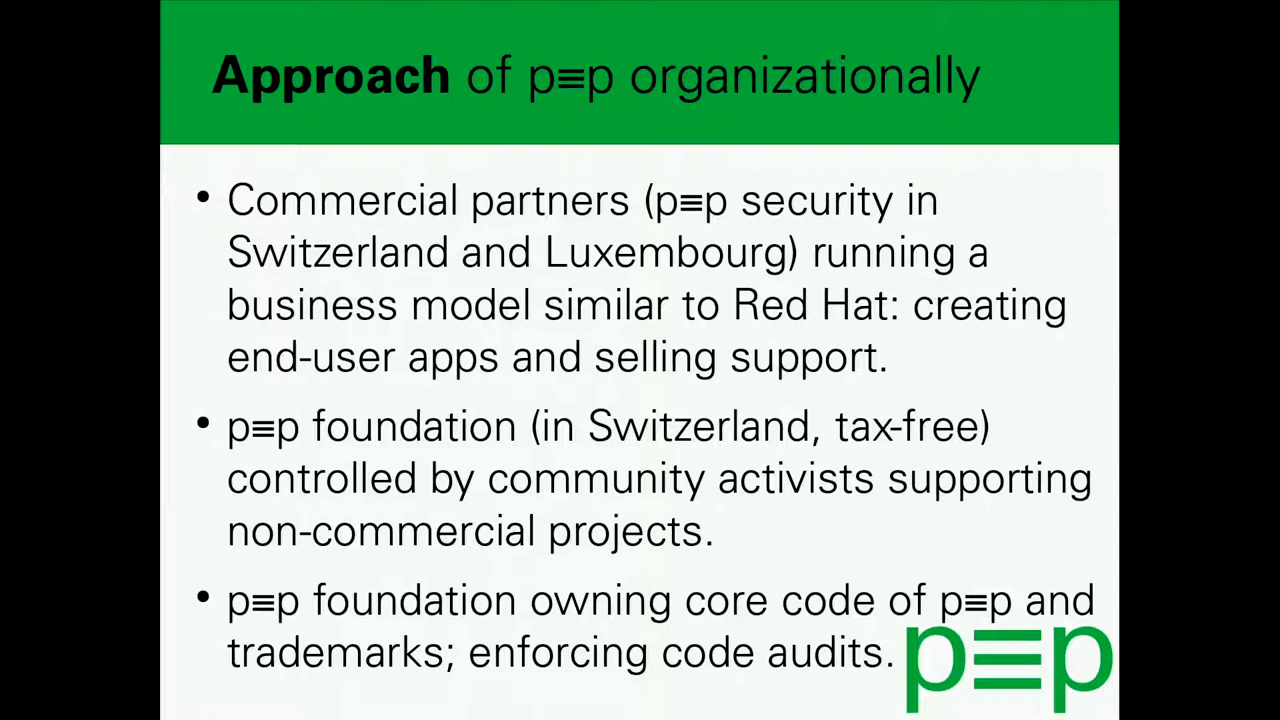 Approach of p≡p organizationally
• Commercial partners (p≡p security in
Switzerland and Luxembourg) running a
business model similar to Red Hat: creating
end-user apps and selling support.
• p≡p foundation (in Switzerland, tax-free)
controlled by community activists supporting
non-commercial projects.
• p≡p foundation owning core code of p≡p and
trademarks; enforcing code audits.
p≡p